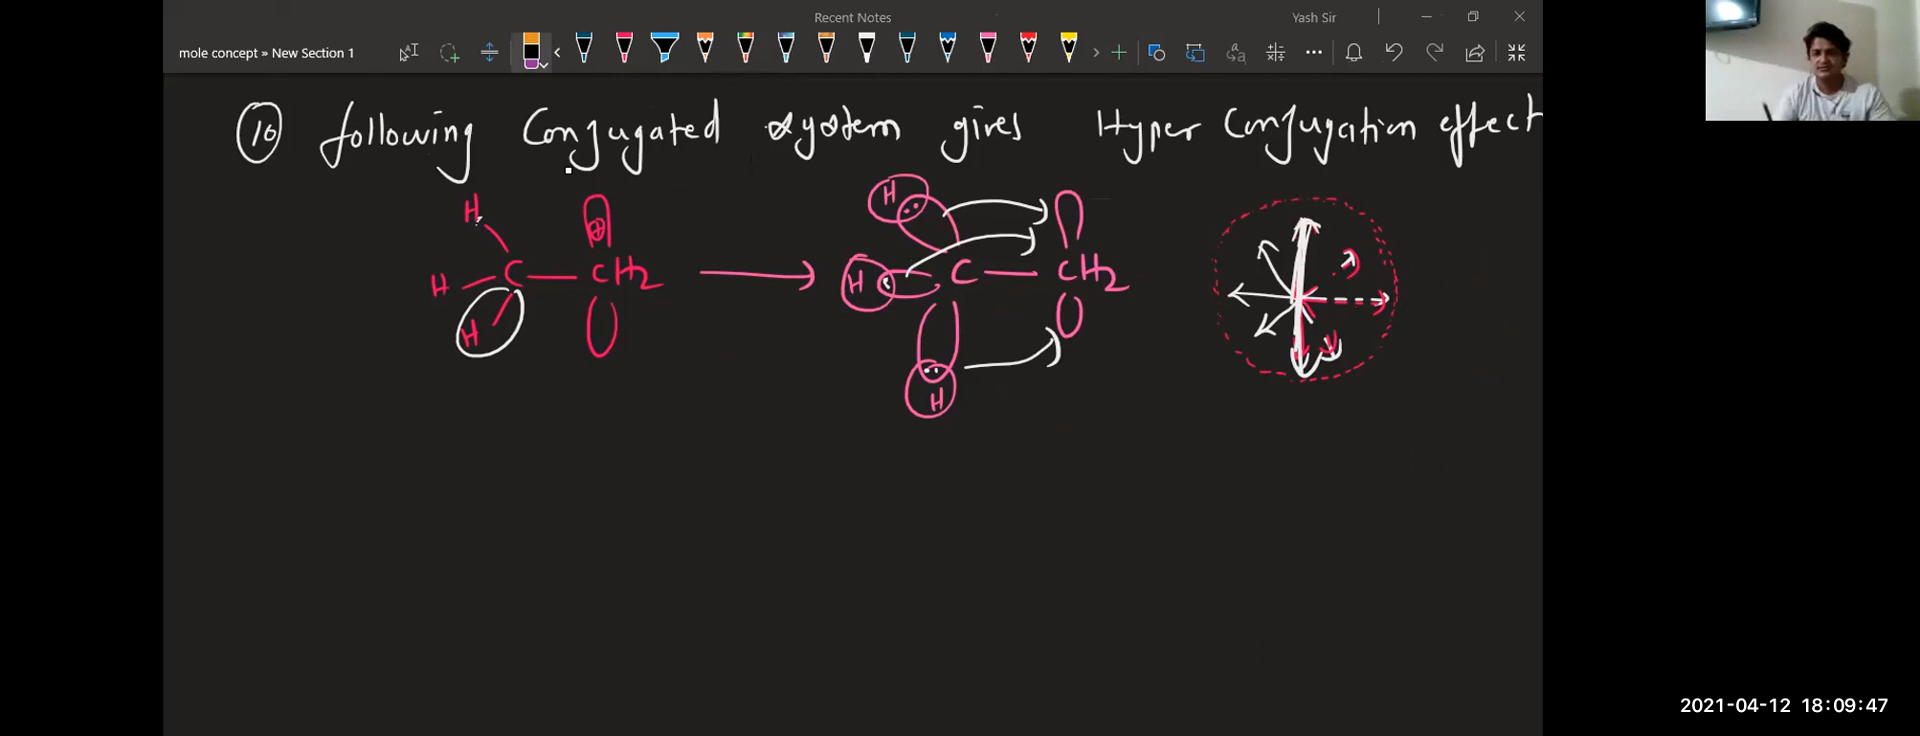 Recent Notes
Yash Sir
mole concept » New Section 1
10 following Conjugated system gives Hyper Conjugation effect
H
H C CH2
H
H
H C CH2
H
2021-04-12 18:09:47